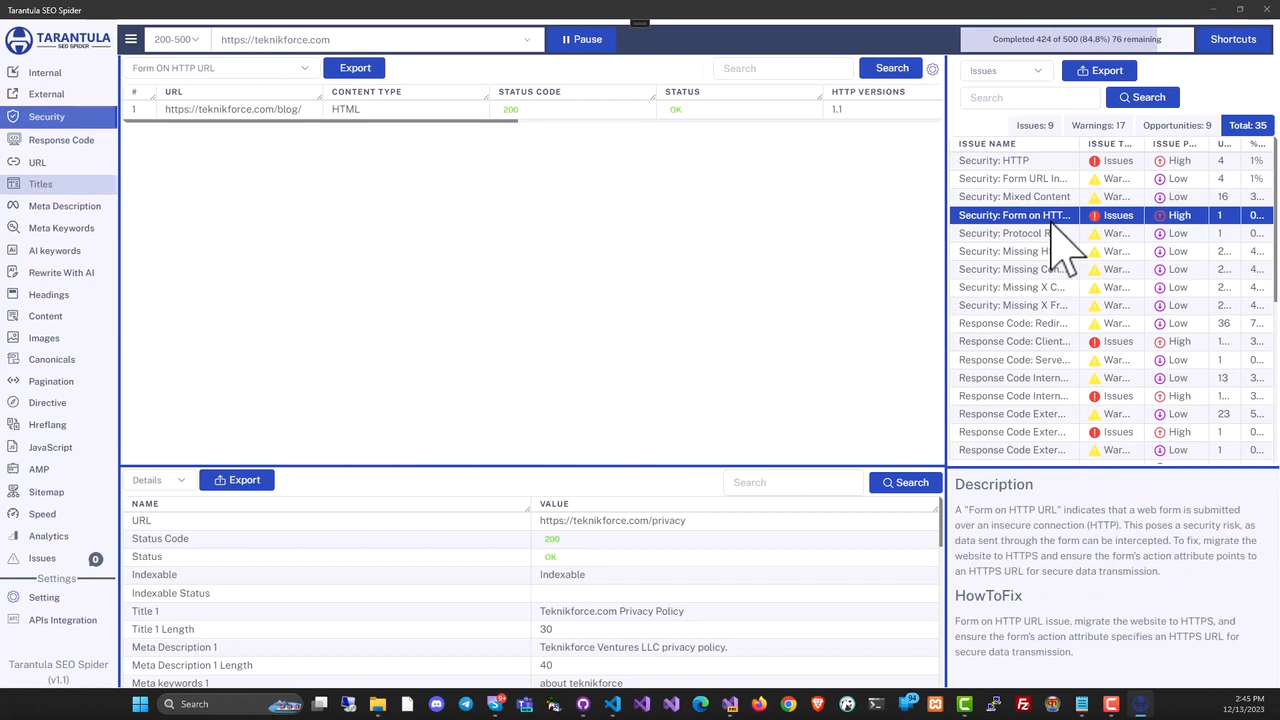 Tarantula SEO Spider
TARANTULA
SEO SPIDER
200-500
https://teknikforce.com
Pause
Completed 424 of 500 (84.8%) 76 remaining
Shortcuts
Internal
External
Security
Response Code
URL
Titles
Meta Description
Meta Keywords
AI keywords
Rewrite With AI
Headings
Content
Images
Canonicals
Pagination
Directive
Hreflang
JavaScript
AMP
Sitemap
Speed
Analytics
Issues 0
Settings
Setting
APIs Integration
Tarantula SEO Spider
(v1.1)
Form ON HTTP URL
Export
Search
Search
# URL CONTENT TYPE STATUS CODE STATUS HTTP VERSIONS
1 https://teknikforce.com/blog/ HTML 200 OK 1.1
Details
Export
Search
Search
NAME VALUE
URL https://teknikforce.com/privacy
Status Code 200
Status OK
Indexable Indexable
Indexable Status
Title 1 Teknikforce.com Privacy Policy
Title 1 Length 30
Meta Description 1 Teknikforce Ventures LLC privacy policy.
Meta Description 1 Length 40
Meta keywords 1 about teknikforce
Issues
Export
Search
Search
Issues: 9 Warnings: 17 Opportunities: 9 Total: 35
ISSUE NAME ISSUE T... ISSUE P... U... %...
Security: HTTP Issues High 4 1%
Security: Form URL In... War... Low 4 1%
Security: Mixed Content War... Low 16 3...
Security: Form on HTT... Issues High 1 0...
Security: Protocol R War... Low 1 0...
Security: Missing H War... Low 2... 4...
Security: Missing Con... War... Low 2... 4...
Security: Missing X C... War... Low 2... 4...
Security: Missing X Fr... War... Low 2... 4...
Response Code: Redir... War... Low 36 7...
Response Code: Client... Issues High 1... 3...
Response Code: Serve... War... Low 1 0...
Response Code Intern... War... Low 13 3...
Response Code Intern... Issues High 1... 3...
Response Code Exter... War... Low 23 5...
Response Code Exter... Issues High 1 0...
Response Code Exter... War... Low 1 0...
Description
A "Form on HTTP URL" indicates that a web form is submitted
over an insecure connection (HTTP). This poses a security risk, as
data sent through the form can be intercepted. To fix, migrate the
website to HTTPS and ensure the form's action attribute points to
an HTTPS URL for secure data transmission.
HowToFix
Form on HTTP URL issue, migrate the website to HTTPS, and
ensure the form's action attribute specifies an HTTPS URL for
secure data transmission.
Search
94
2:45 PM
12/13/2023